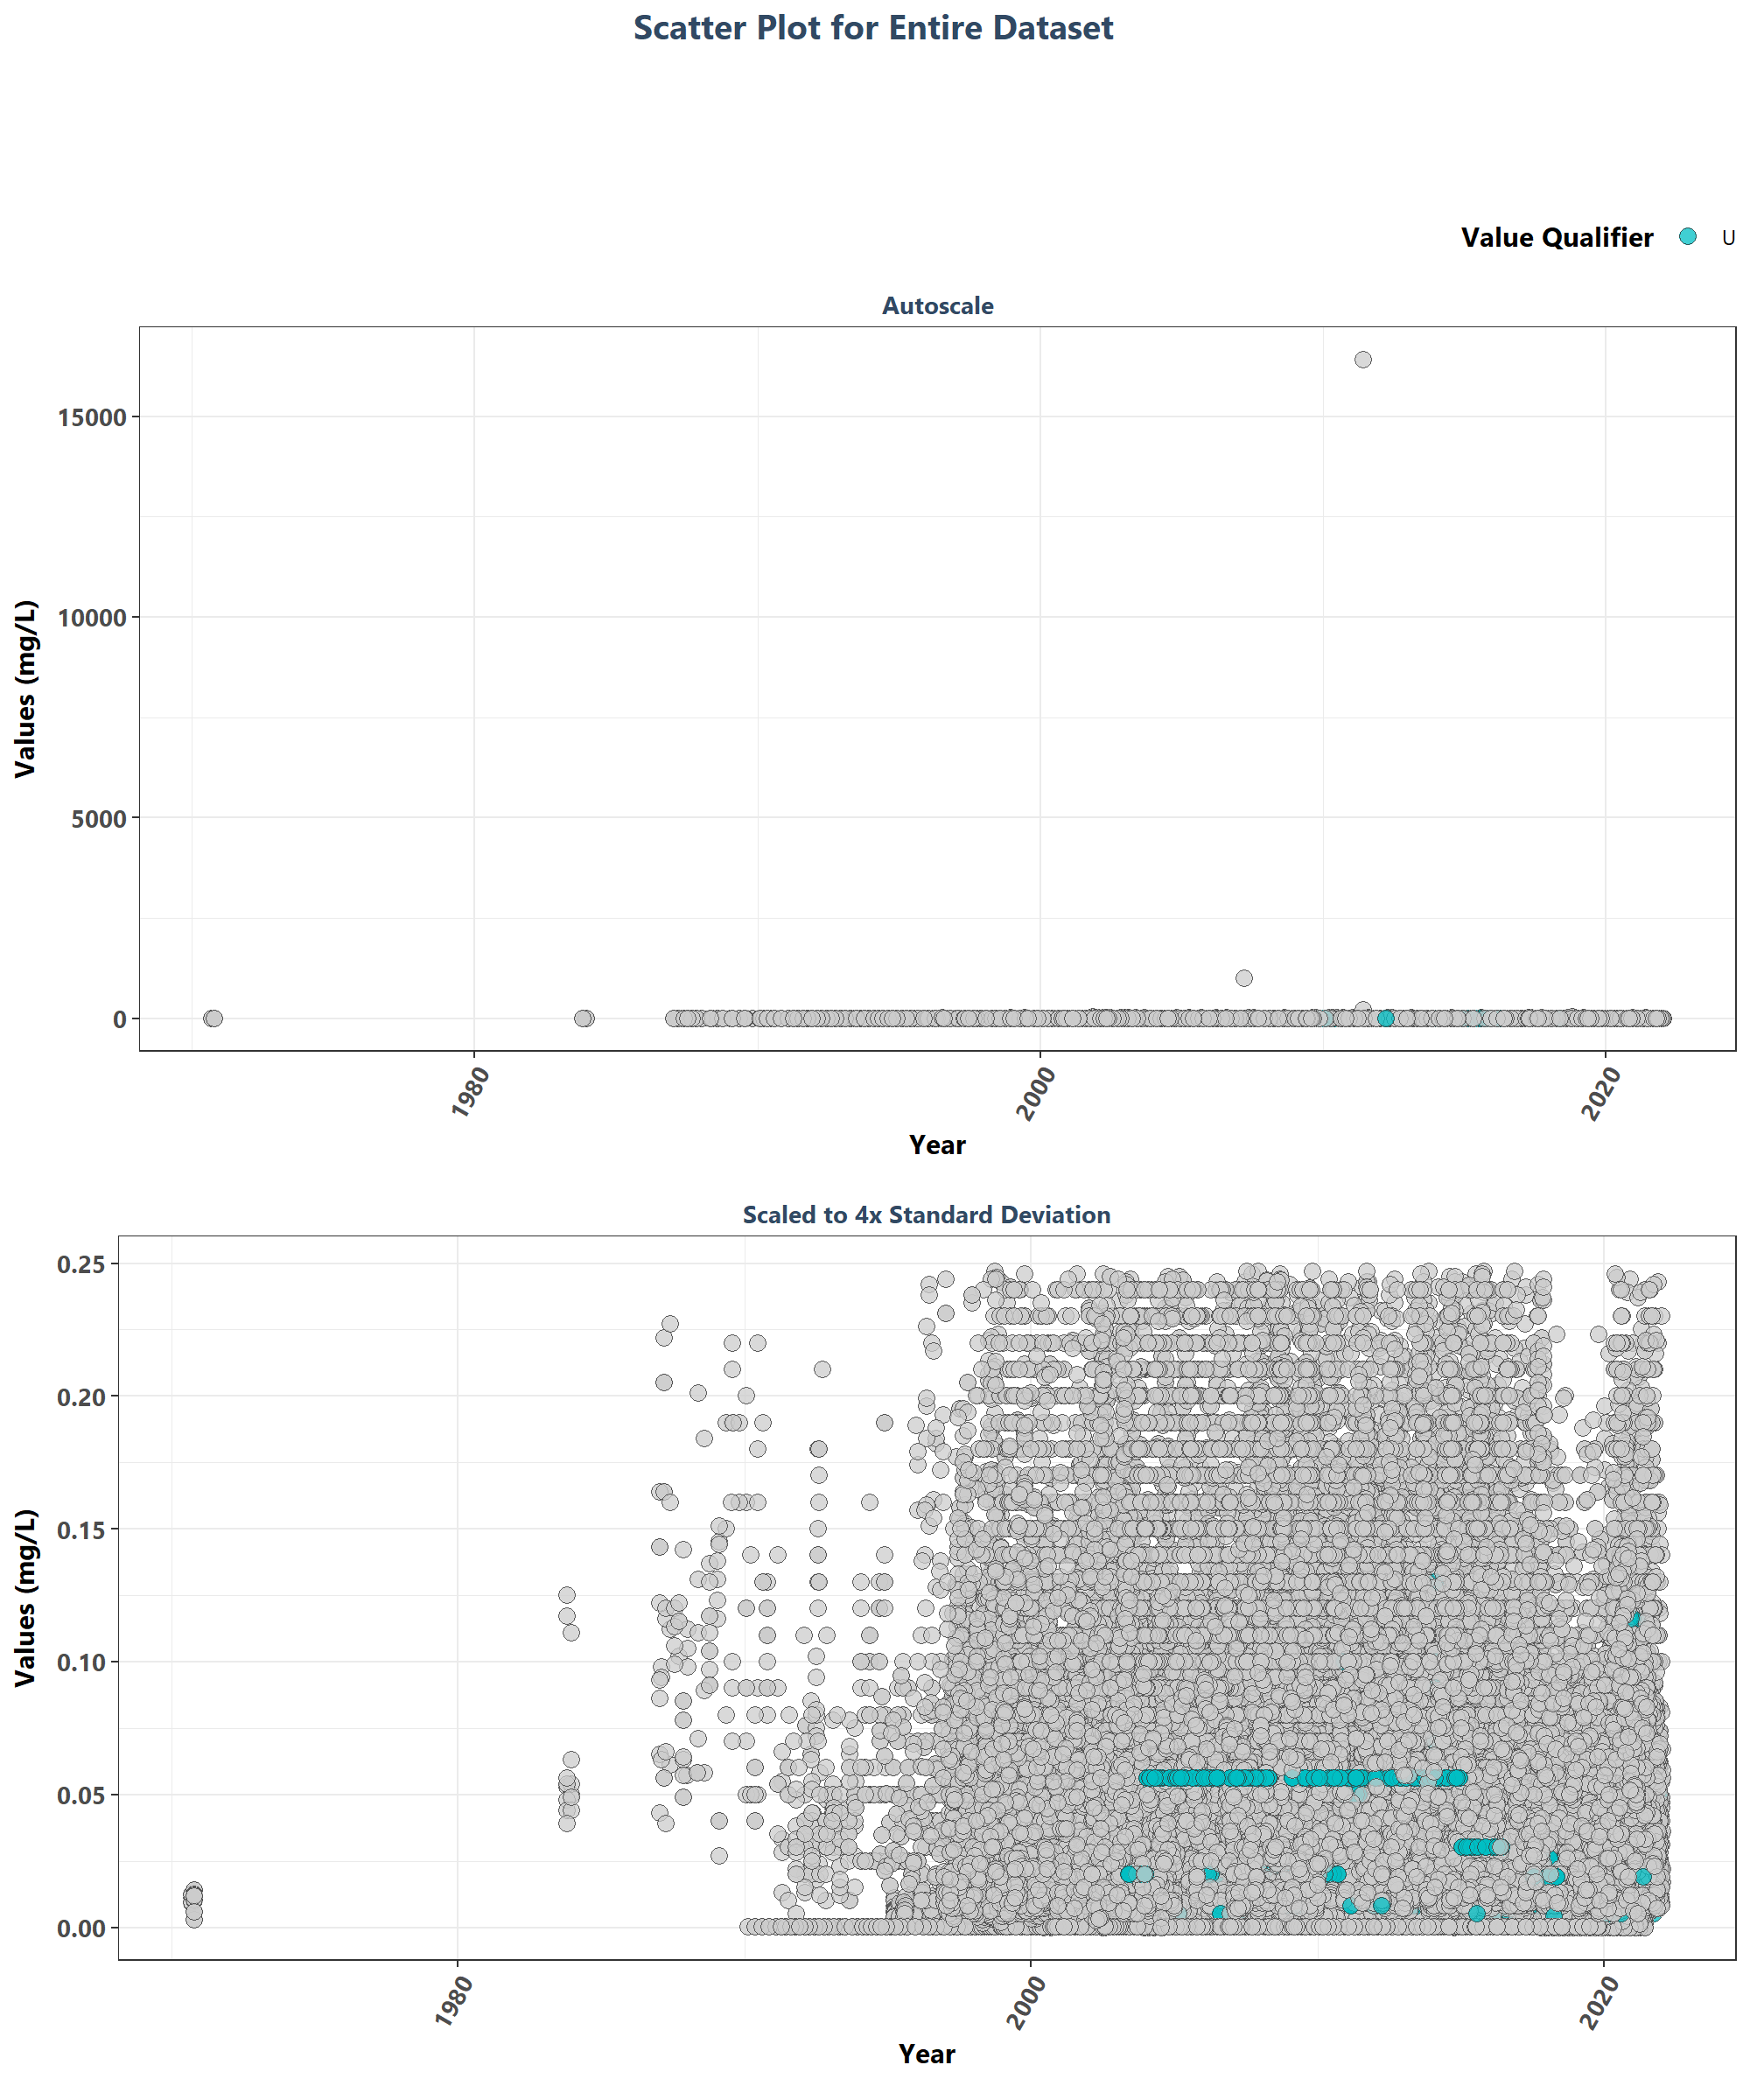 Scatter Plot for Entire Dataset
Value Qualifier U
Autoscale
Values (mg/L)
15000
10000
5000
0
1980 2000 2020
Year
Scaled to 4x Standard Deviation
Values (mg/L)
0.25
0.20
0.15
0.10
0.05
0.00
1980 2000 2020
Year